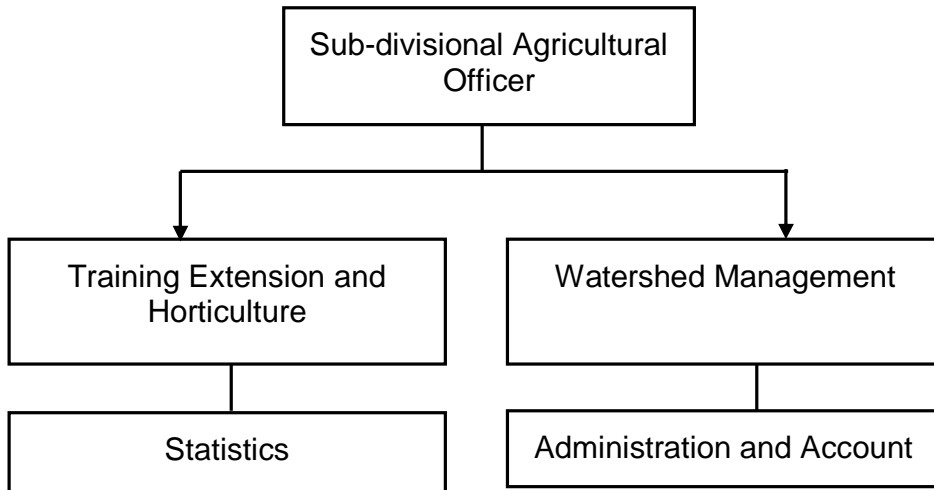 Sub-divisional Agricultural
Officer
Training Extension and
Horticulture
Watershed Management
Statistics
Administration and Account